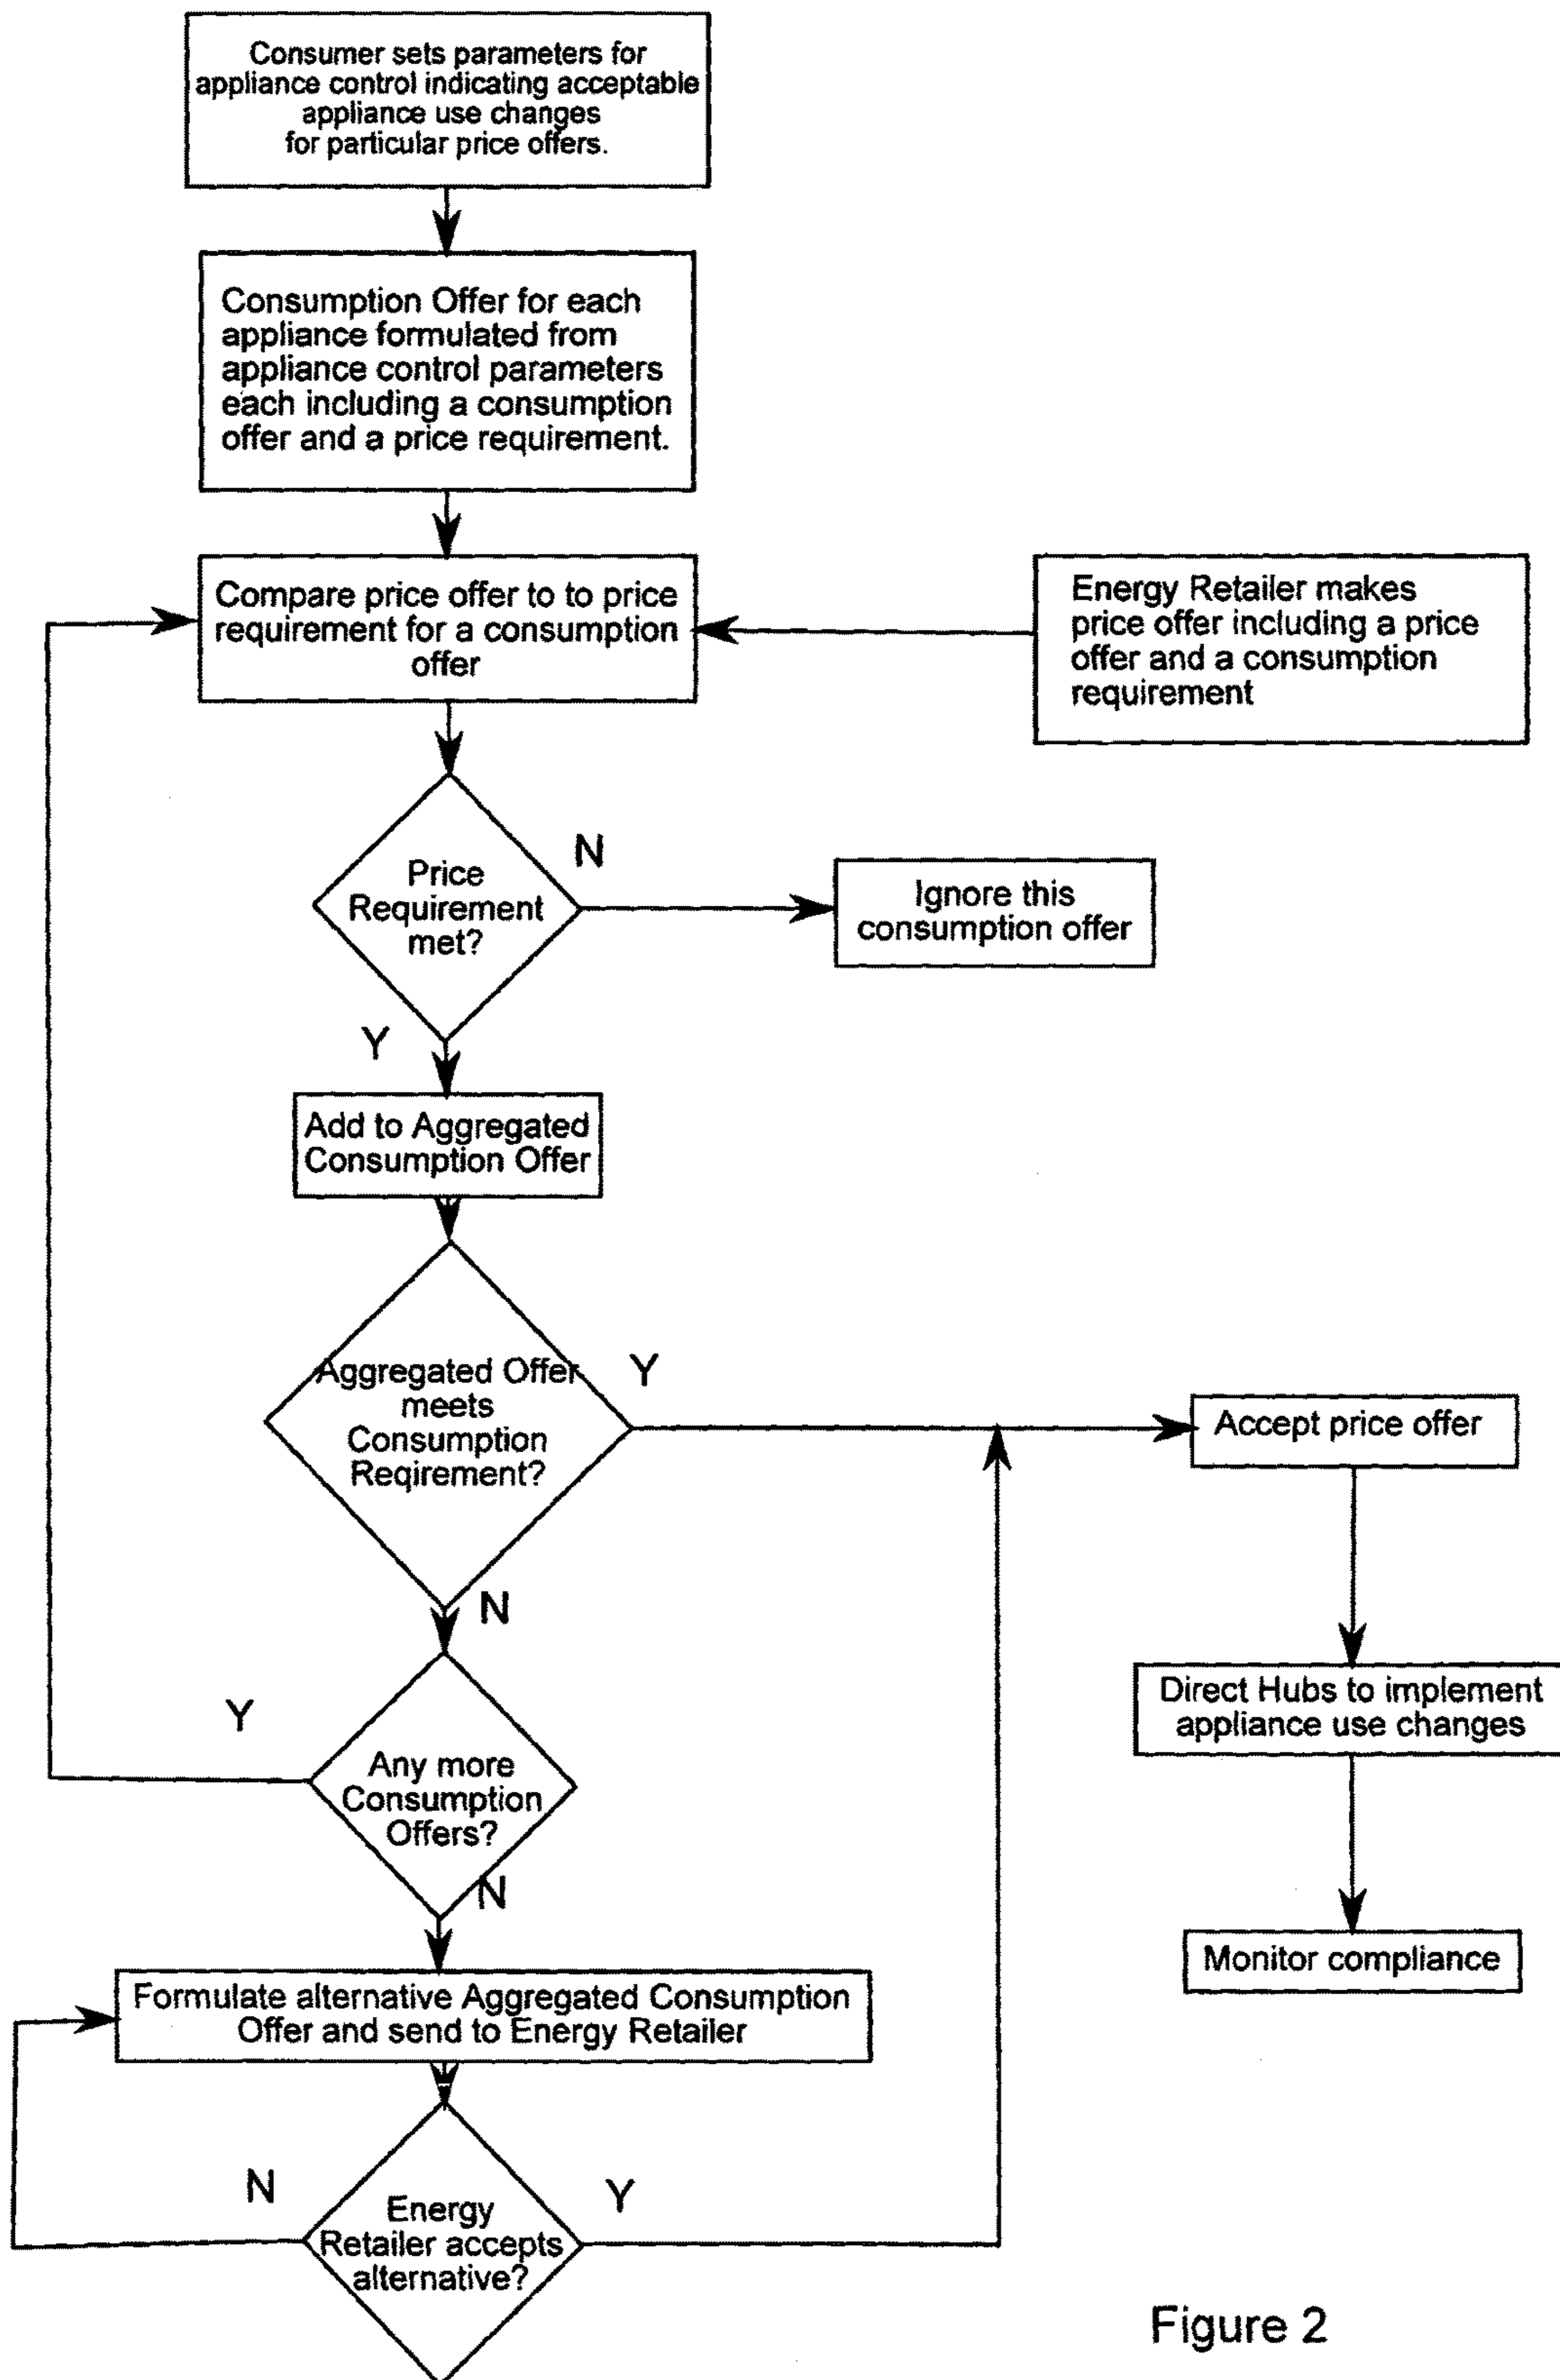 Consumer sets parameters for
appliance control indicating acceptable
appliance use changes
for particular price offers.
Consumption Offer for each
appliance formulated from
appliance control parameters
each including a consumption
offer and a price requirement.
Compare price offer to to price
requirement for a consumption
offer
Energy Retailer makes
price offer including a price
offer and a consumption
requirement
Price
Requirement
met?
N
Ignore this
consumption offer
Y
Add to Aggregated
Consumption Offer
Aggregated Offer
meets
Consumption
Reqirement?
Y
Accept price offer
N
Direct Hubs to implement
appliance use changes
Y
Any more
Consumption
Offers?
N
Monitor compliance
Formulate alternative Aggregated Consumption
Offer and send to Energy Retailer
N
Energy
Retailer accepts
alternative?
Y
Figure 2